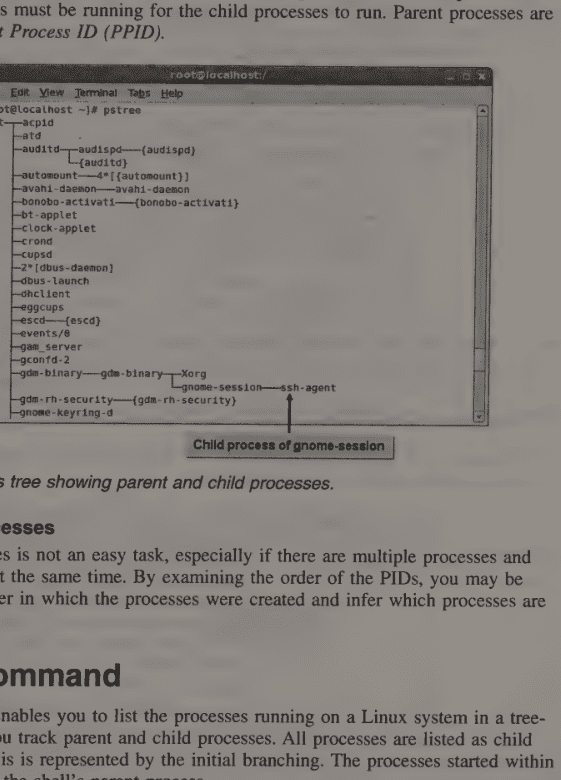 s must be running for the child processes to run. Parent processes are
t Process ID (PPID).
root@localhost:/
Edit View Terminal Tabs Help
ot@localhost ~]# pstree
t─┬─acpid
├─atd
├─auditd─┬─audispd───{audispd}
└─{auditd}
├─automount───4*[{automount}]
├─avahi-daemon───avahi-daemon
├─bonobo-activati───{bonobo-activati}
├─bt-applet
├─clock-applet
├─crond
├─cupsd
├─2*[dbus-daemon]
├─dbus-launch
├─dhclient
├─eggcups
├─escd───{escd}
├─events/0
├─gam_server
├─gconfd-2
├─gdm-binary───gdm-binary─┬─Xorg
└─gnome-session───ssh-agent
├─gdm-rh-security───{gdm-rh-security}
├─gnome-keyring-d
Child process of gnome-session
s tree showing parent and child processes.
esses
es is not an easy task, especially if there are multiple processes and
t the same time. By examining the order of the PIDs, you may be
er in which the processes were created and infer which processes are
ommand
nables you to list the processes running on a Linux system in a tree-
ou track parent and child processes. All processes are listed as child
is is represented by the initial branching. The processes started within
the shell's parent process.